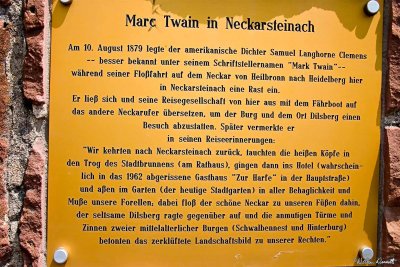 Marc Twain in Neckarsteinach
Am 10. August 1879 legte der amerikanische Dichter Samuel Langhorne Clemens
-- besser bekannt unter seinem Schriftstellernamen "Mark Twain"--
während seiner Floßfahrt auf dem Neckar von Heilbronn nach Heidelberg hier
in Neckarsteinach eine Rast ein.
Er ließ sich und seine Reisegesellschaft von hier aus mit dem Fährboot auf
das andere Neckarufer übersetzen, um der Burg und dem Ort Dilsberg einen
Besuch abzustatten. Später vermerkte er
in seinen Reiseerinnerungen:
"Wir kehrten nach Neckarsteinach zurück, tauchten die heißen Köpfe in
den Trog des Stadtbrunnens (am Rathaus), gingen dann ins Hotel (wahrschein-
lich in das 1962 abgerissene Gasthaus "Zur Harfe" in der Hauptstraße)
und aßen im Garten (der heutige Stadtgarten) in aller Behaglichkeit und
Muße unsere Forellen; dabei floß der schöne Neckar zu unseren Füßen dahin,
der seltsame Dilsberg ragte gegenüber auf und die anmutigen Türme und
Zinnen zweier mittelalterlicher Burgen (Schwalbennest und Hinterburg)
betonten das zerklüftete Landschaftsbild zu unserer Rechten."